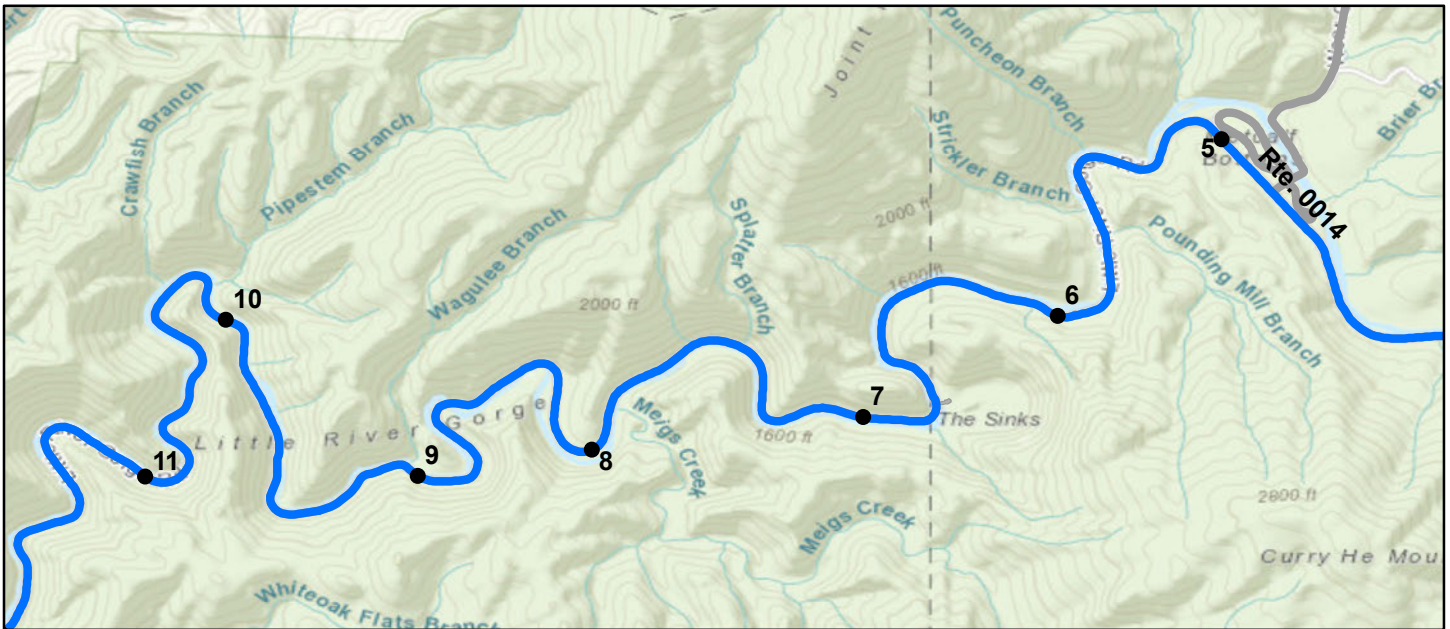 Puncheon Branch
Joint
Crawfish Branch
Pipestem Branch
Strickler Branch
Brier Br
5
Rte. 0014
2000 ft
Splatter Branch
Wagulee Branch
Pounding Mill Branch
1600 ft
10
2000 ft
6
7
The Sinks
Little River Gorge
Meigs Creek
1600 ft
9
8
11
2800 ft
Meigs Creek
Curry He Mou
Whiteoak Flats Branch